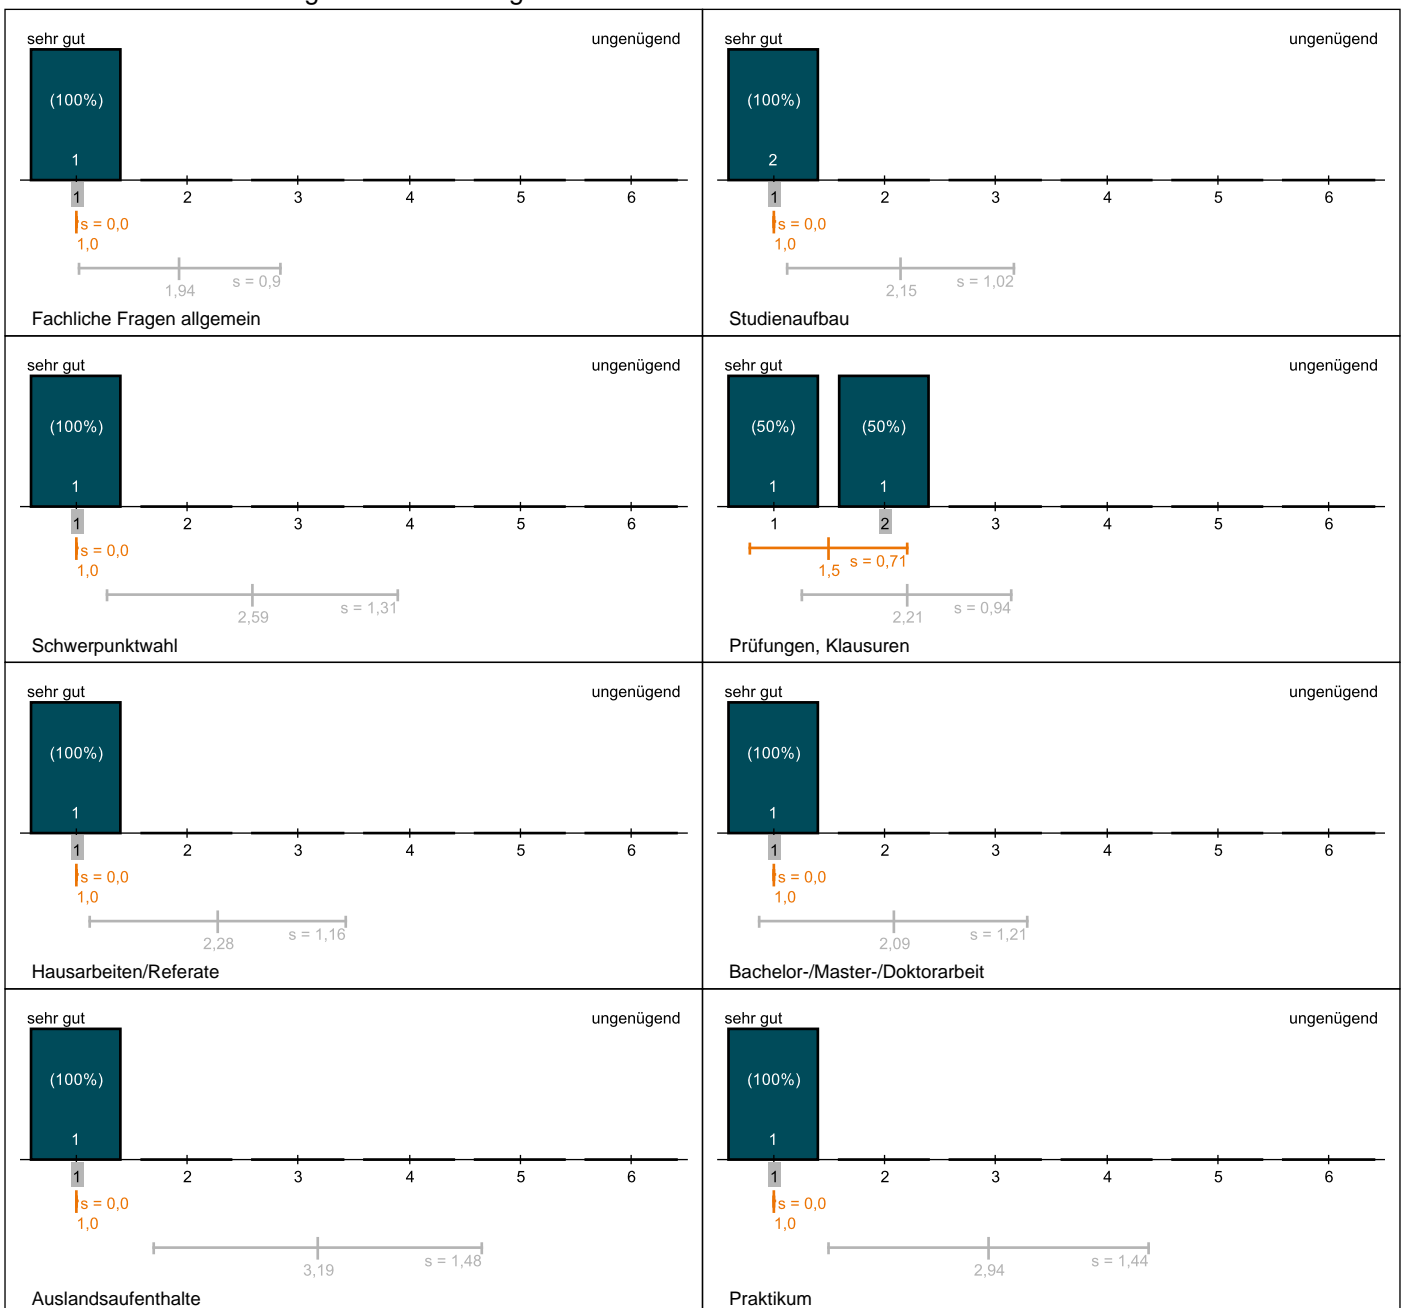 sehr gut ungenügend
(100%)
1
1 2 3 4 5 6
s = 0,0
1,0
s = 0,9
1,94
Fachliche Fragen allgemein
sehr gut ungenügend
(100%)
2
1 2 3 4 5 6
s = 0,0
1,0
s = 1,02
2,15
Studienaufbau
sehr gut ungenügend
(100%)
1
1 2 3 4 5 6
s = 0,0
1,0
s = 1,31
2,59
Schwerpunktwahl
sehr gut ungenügend
(50%) (50%)
1 1
1 2 3 4 5 6
s = 0,71
1,5
s = 0,94
2,21
Prüfungen, Klausuren
sehr gut ungenügend
(100%)
1
1 2 3 4 5 6
s = 0,0
1,0
s = 1,16
2,28
Hausarbeiten/Referate
sehr gut ungenügend
(100%)
1
1 2 3 4 5 6
s = 0,0
1,0
s = 1,21
2,09
Bachelor-/Master-/Doktorarbeit
sehr gut ungenügend
(100%)
1
1 2 3 4 5 6
s = 0,0
1,0
s = 1,48
3,19
Auslandsaufenthalte
sehr gut ungenügend
(100%)
1
1 2 3 4 5 6
s = 0,0
1,0
s = 1,44
2,94
Praktikum